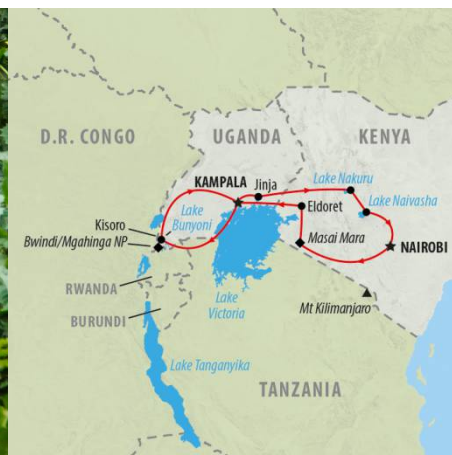 D.R. CONGO
UGANDA
KENYA
KAMPALA
Jinja
Lake Nakuru
Lake Naivasha
Eldoret
Kisoro
Lake
Bunyoni
Bwindi/Mgahinga NP
Masai Mara
NAIROBI
RWANDA
Lake
Victoria
Mt Kilimanjaro
BURUNDI
Lake Tanganyika
TANZANIA